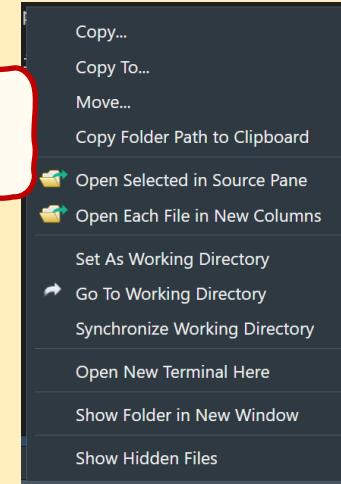 Copy...
Copy To...
Move...
Copy Folder Path to Clipboard
Open Selected in Source Pane
Open Each File in New Columns
Set As Working Directory
Go To Working Directory
Synchronize Working Directory
Open New Terminal Here
Show Folder in New Window
Show Hidden Files